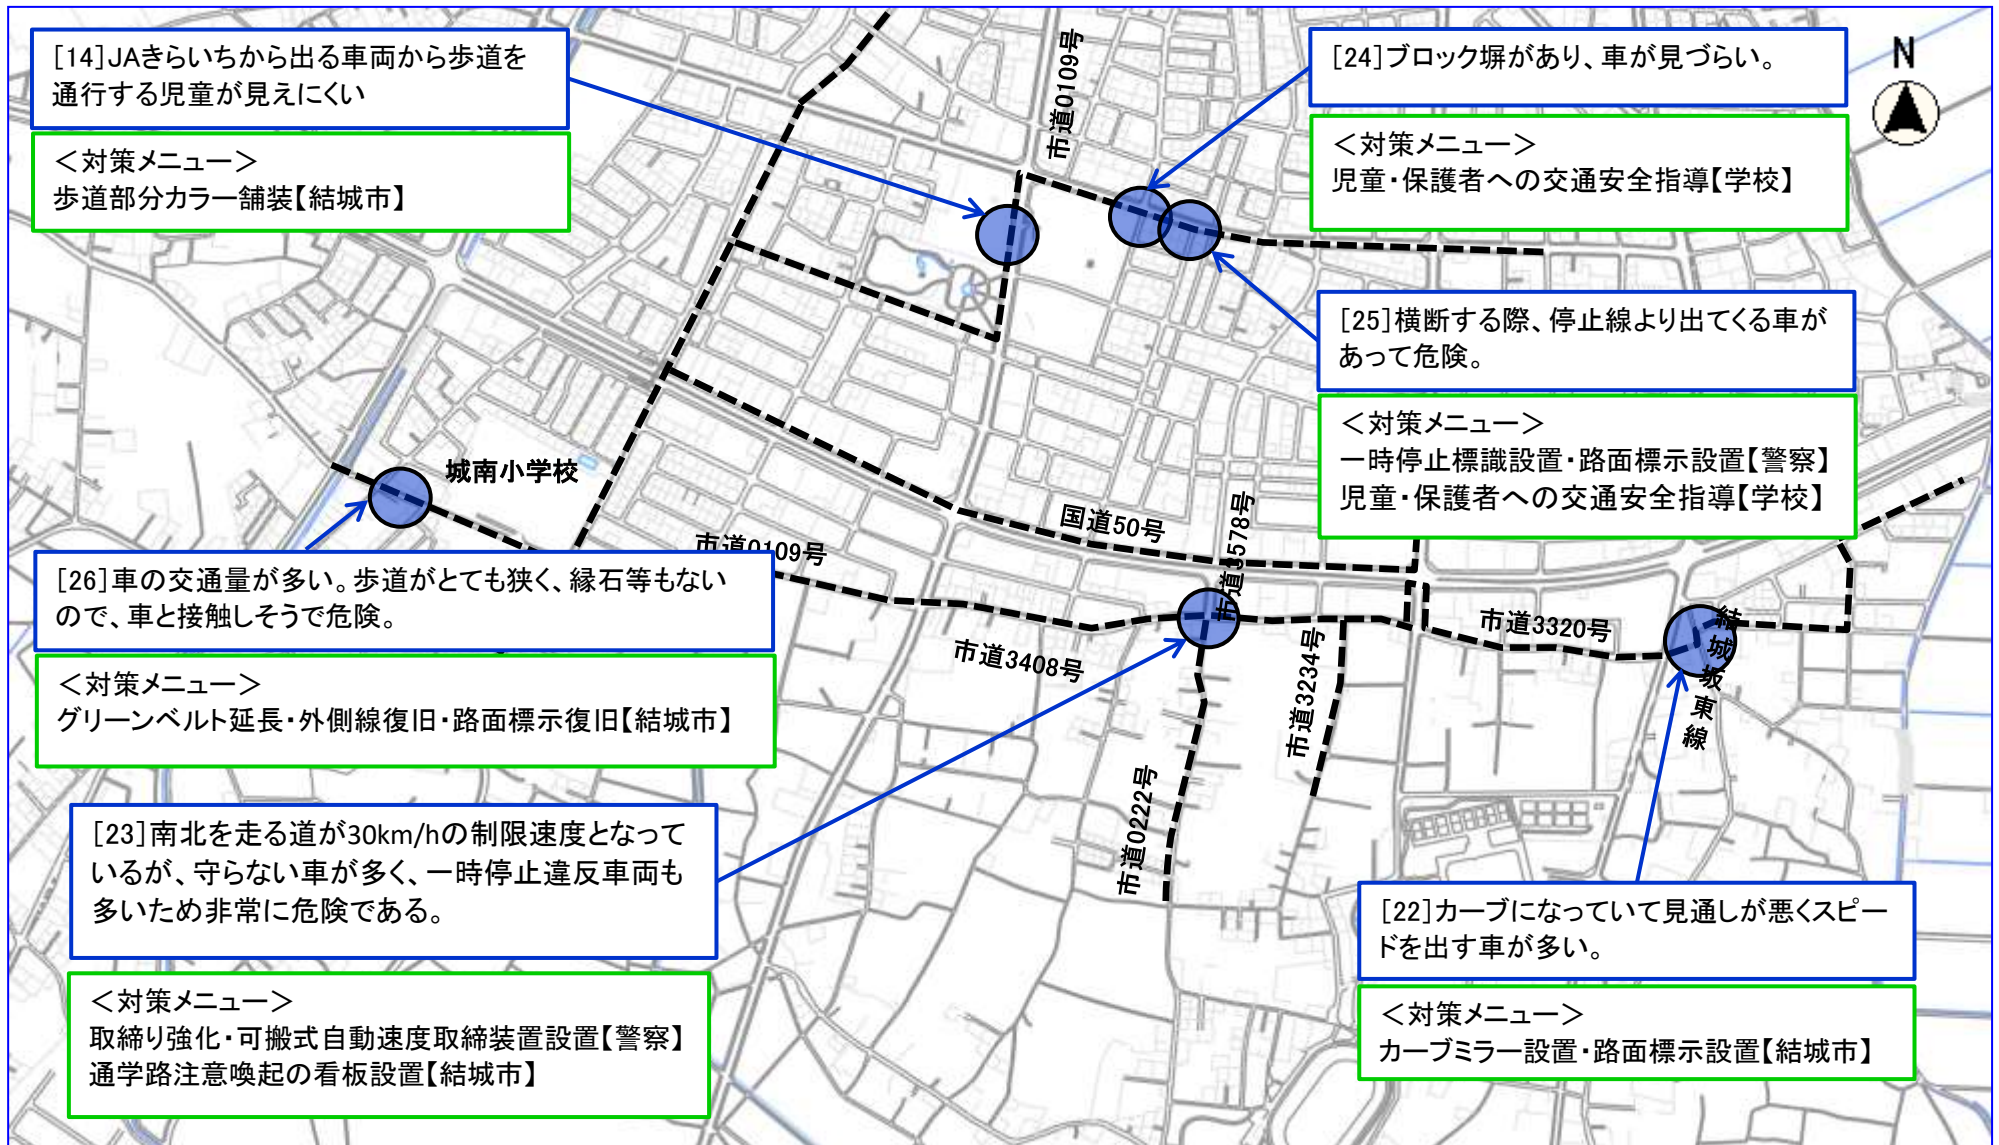 [14]JAきらいちから出る車両から歩道を
通行する児童が見えにくい
＜対策メニュー＞
歩道部分カラー舗装【結城市】
市道0109号
[24]ブロック塀があり、車が見づらい。
＜対策メニュー＞
児童・保護者への交通安全指導【学校】
N
[25]横断する際、停止線より出てくる車が
あって危険。
＜対策メニュー＞
一時停止標識設置・路面標示設置【警察】
児童・保護者への交通安全指導【学校】
城南小学校
国道50号
市道3578号
市道0109号
[26]車の交通量が多い。歩道がとても狭く、縁石等もない
ので、車と接触しそうで危険。
＜対策メニュー＞
グリーンベルト延長・外側線復旧・路面標示復旧【結城市】
市道3408号
市道3234号
市道3320号
結城坂東線
市道0222号
[23]南北を走る道が30km/hの制限速度となって
いるが、守らない車が多く、一時停止違反車両も
多いため非常に危険である。
＜対策メニュー＞
取締り強化・可搬式自動速度取締装置設置【警察】
通学路注意喚起の看板設置【結城市】
[22]カーブになっていて見通しが悪くスピー
ドを出す車が多い。
＜対策メニュー＞
カーブミラー設置・路面標示設置【結城市】